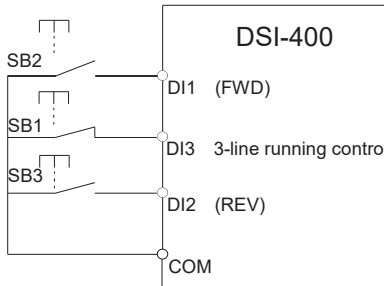 DSI-400
SB2
DI1 (FWD)
SB1
DI3 3-line running contro
SB3
DI2 (REV)
COM